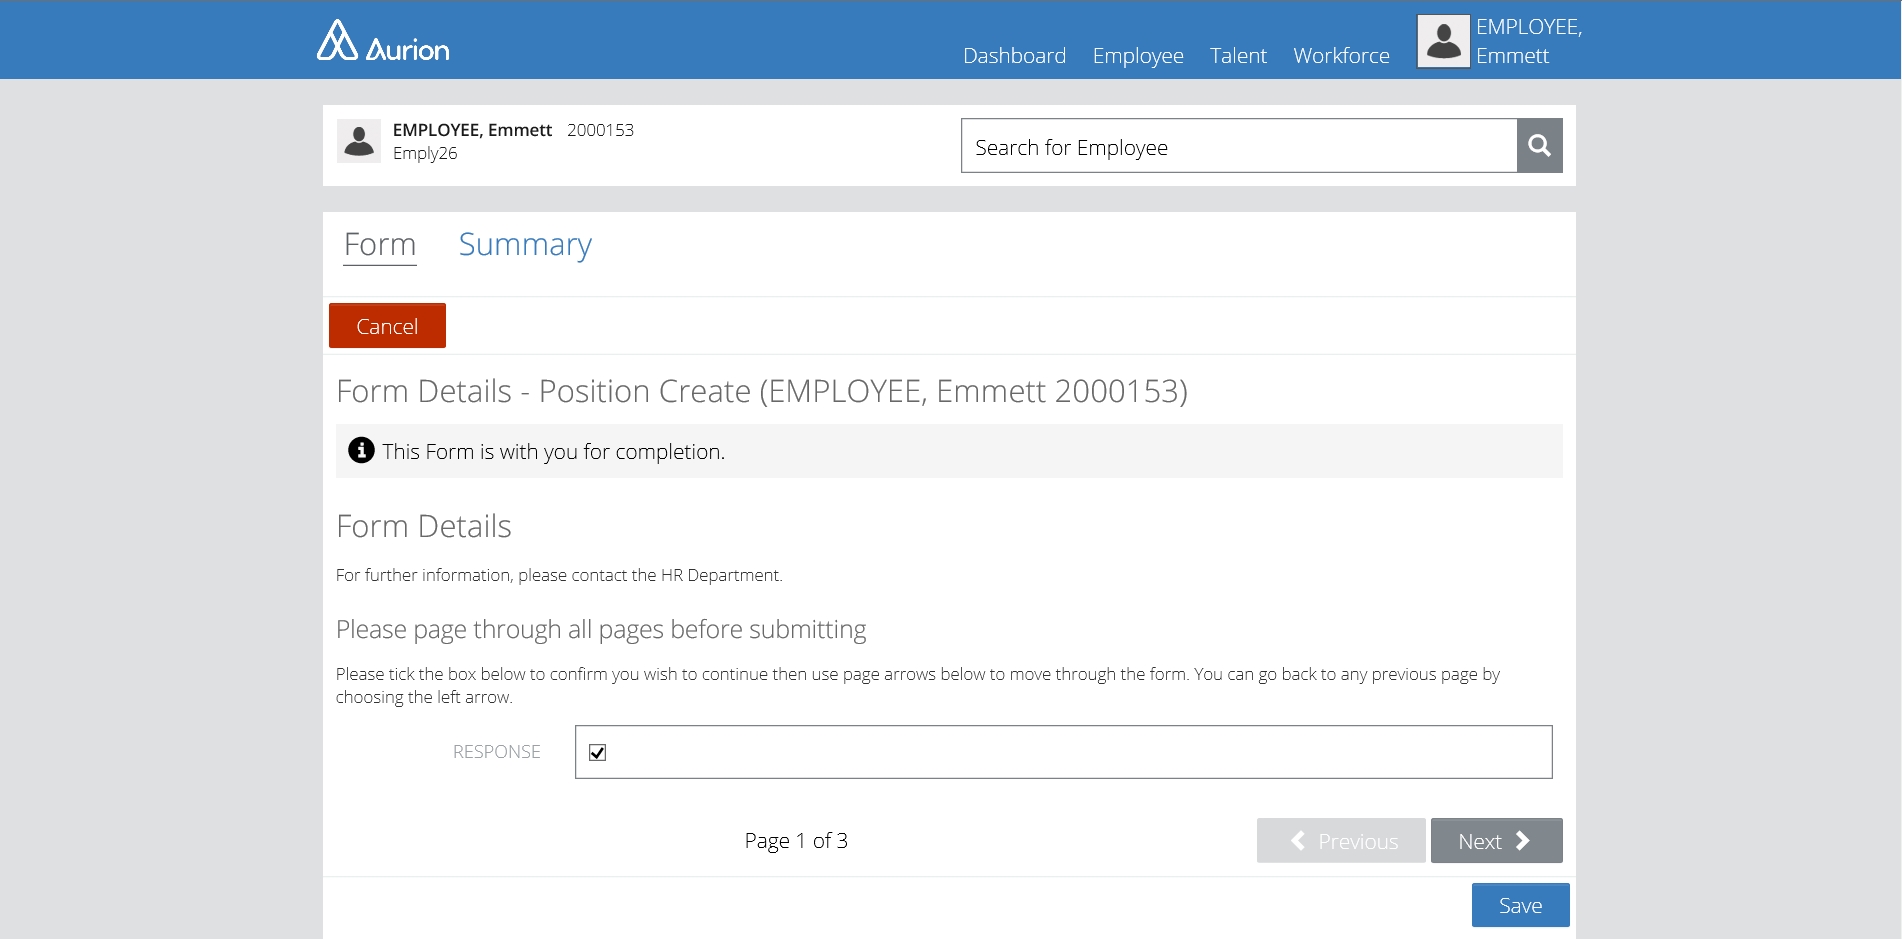 Aurion
Dashboard Employee Talent Workforce
EMPLOYEE,
Emmett
EMPLOYEE, Emmett 2000153
Emply26
Search for Employee
Form Summary
Cancel
Form Details - Position Create (EMPLOYEE, Emmett 2000153)
This Form is with you for completion.
Form Details
For further information, please contact the HR Department.
Please page through all pages before submitting
Please tick the box below to confirm you wish to continue then use page arrows below to move through the form. You can go back to any previous page by
choosing the left arrow.
RESPONSE
Page 1 of 3
Previous Next
Save